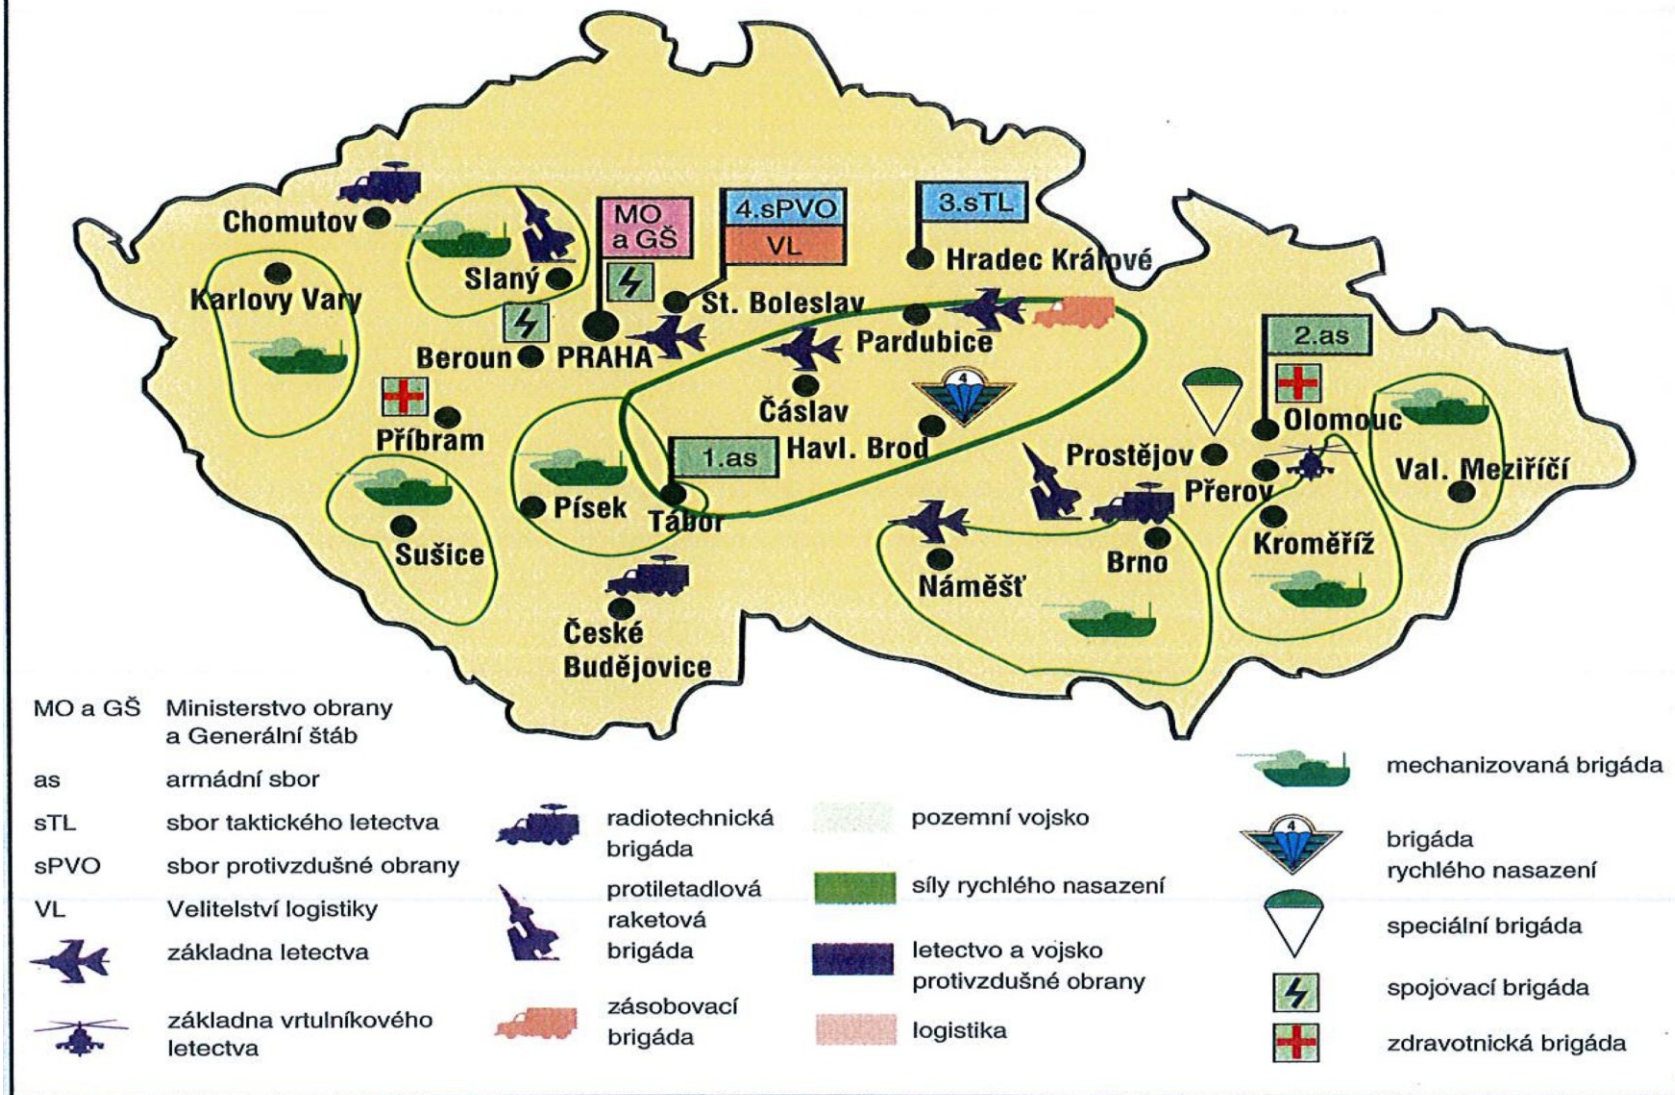 MO
a GŠ
4.sPVO
VL
3.sTL
Chomutov
Slaný
Hradec Králové
Karlovy Vary
St. Boleslav
Beroun
PRAHA
Pardubice
2.as
Příbram
Čáslav
Olomouc
4
1.as
Havl. Brod
Prostějov
Val. Meziříčí
Přerov
Písek
Tábor
Sušice
Brno
Kroměříž
Náměšť
České
Budějovice
MO a GŠ Ministerstvo obrany
a Generální štáb
as armádní sbor
sTL sbor taktického letectva
sPVO sbor protivzdušné obrany
VL Velitelství logistiky
základna letectva
základna vrtulníkového
letectva
radiotechnická
brigáda
protiletadlová
raketová
brigáda
zásobovací
brigáda
pozemní vojsko
síly rychlého nasazení
letectvo a vojsko
protivzdušné obrany
logistika
mechanizovaná brigáda
4
brigáda
rychlého nasazení
speciální brigáda
spojovací brigáda
zdravotnická brigáda